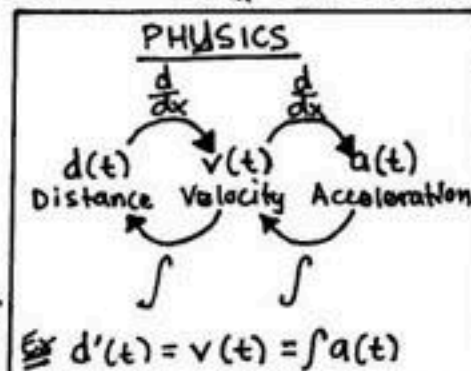 PHYSICS
d/dx d/dx
d(t) v(t) a(t)
Distance Velocity Acceleration
∫ ∫
Ex d'(t) = v(t) = ∫a(t)